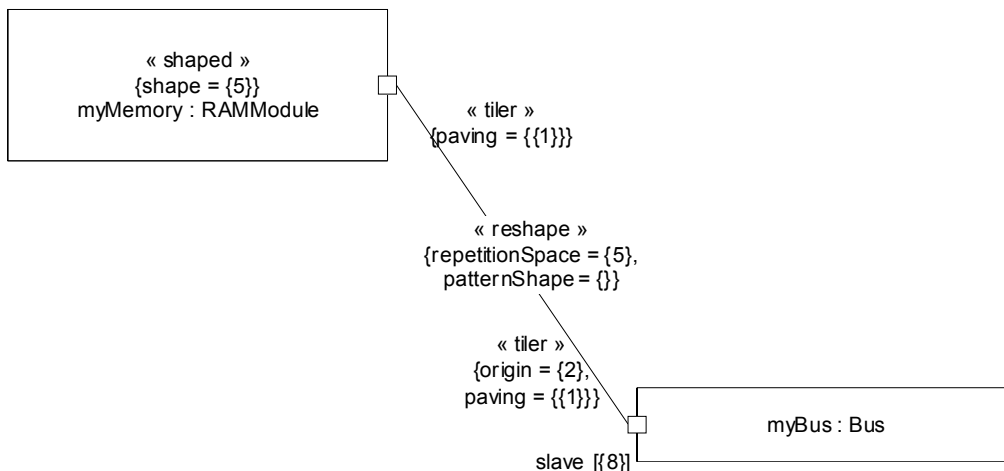 « shaped »
{shape = {5}}
myMemory : RAMModule
« tiler »
{paving = {{1}}}
« reshape »
{repetitionSpace = {5},
patternShape = {}}
« tiler »
{origin = {2},
paving = {{1}}}
myBus : Bus
slave [{8}]